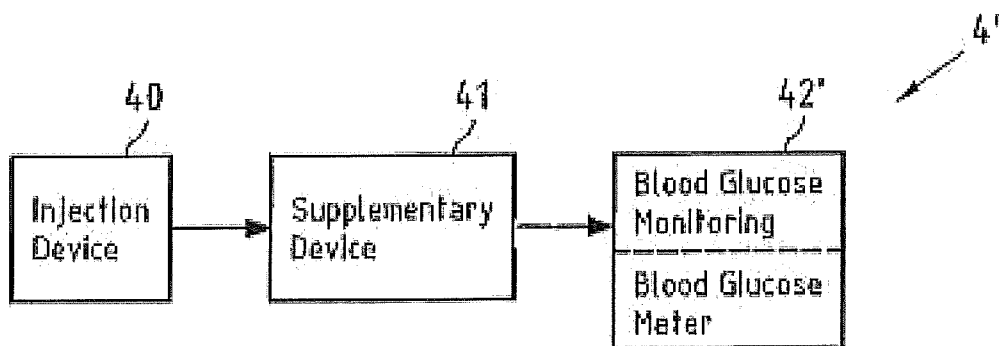 4'
40
41
42'
Injection
Device
Supplementary
Device
Blood Glucose
Monitoring
Blood Glucose
Meter